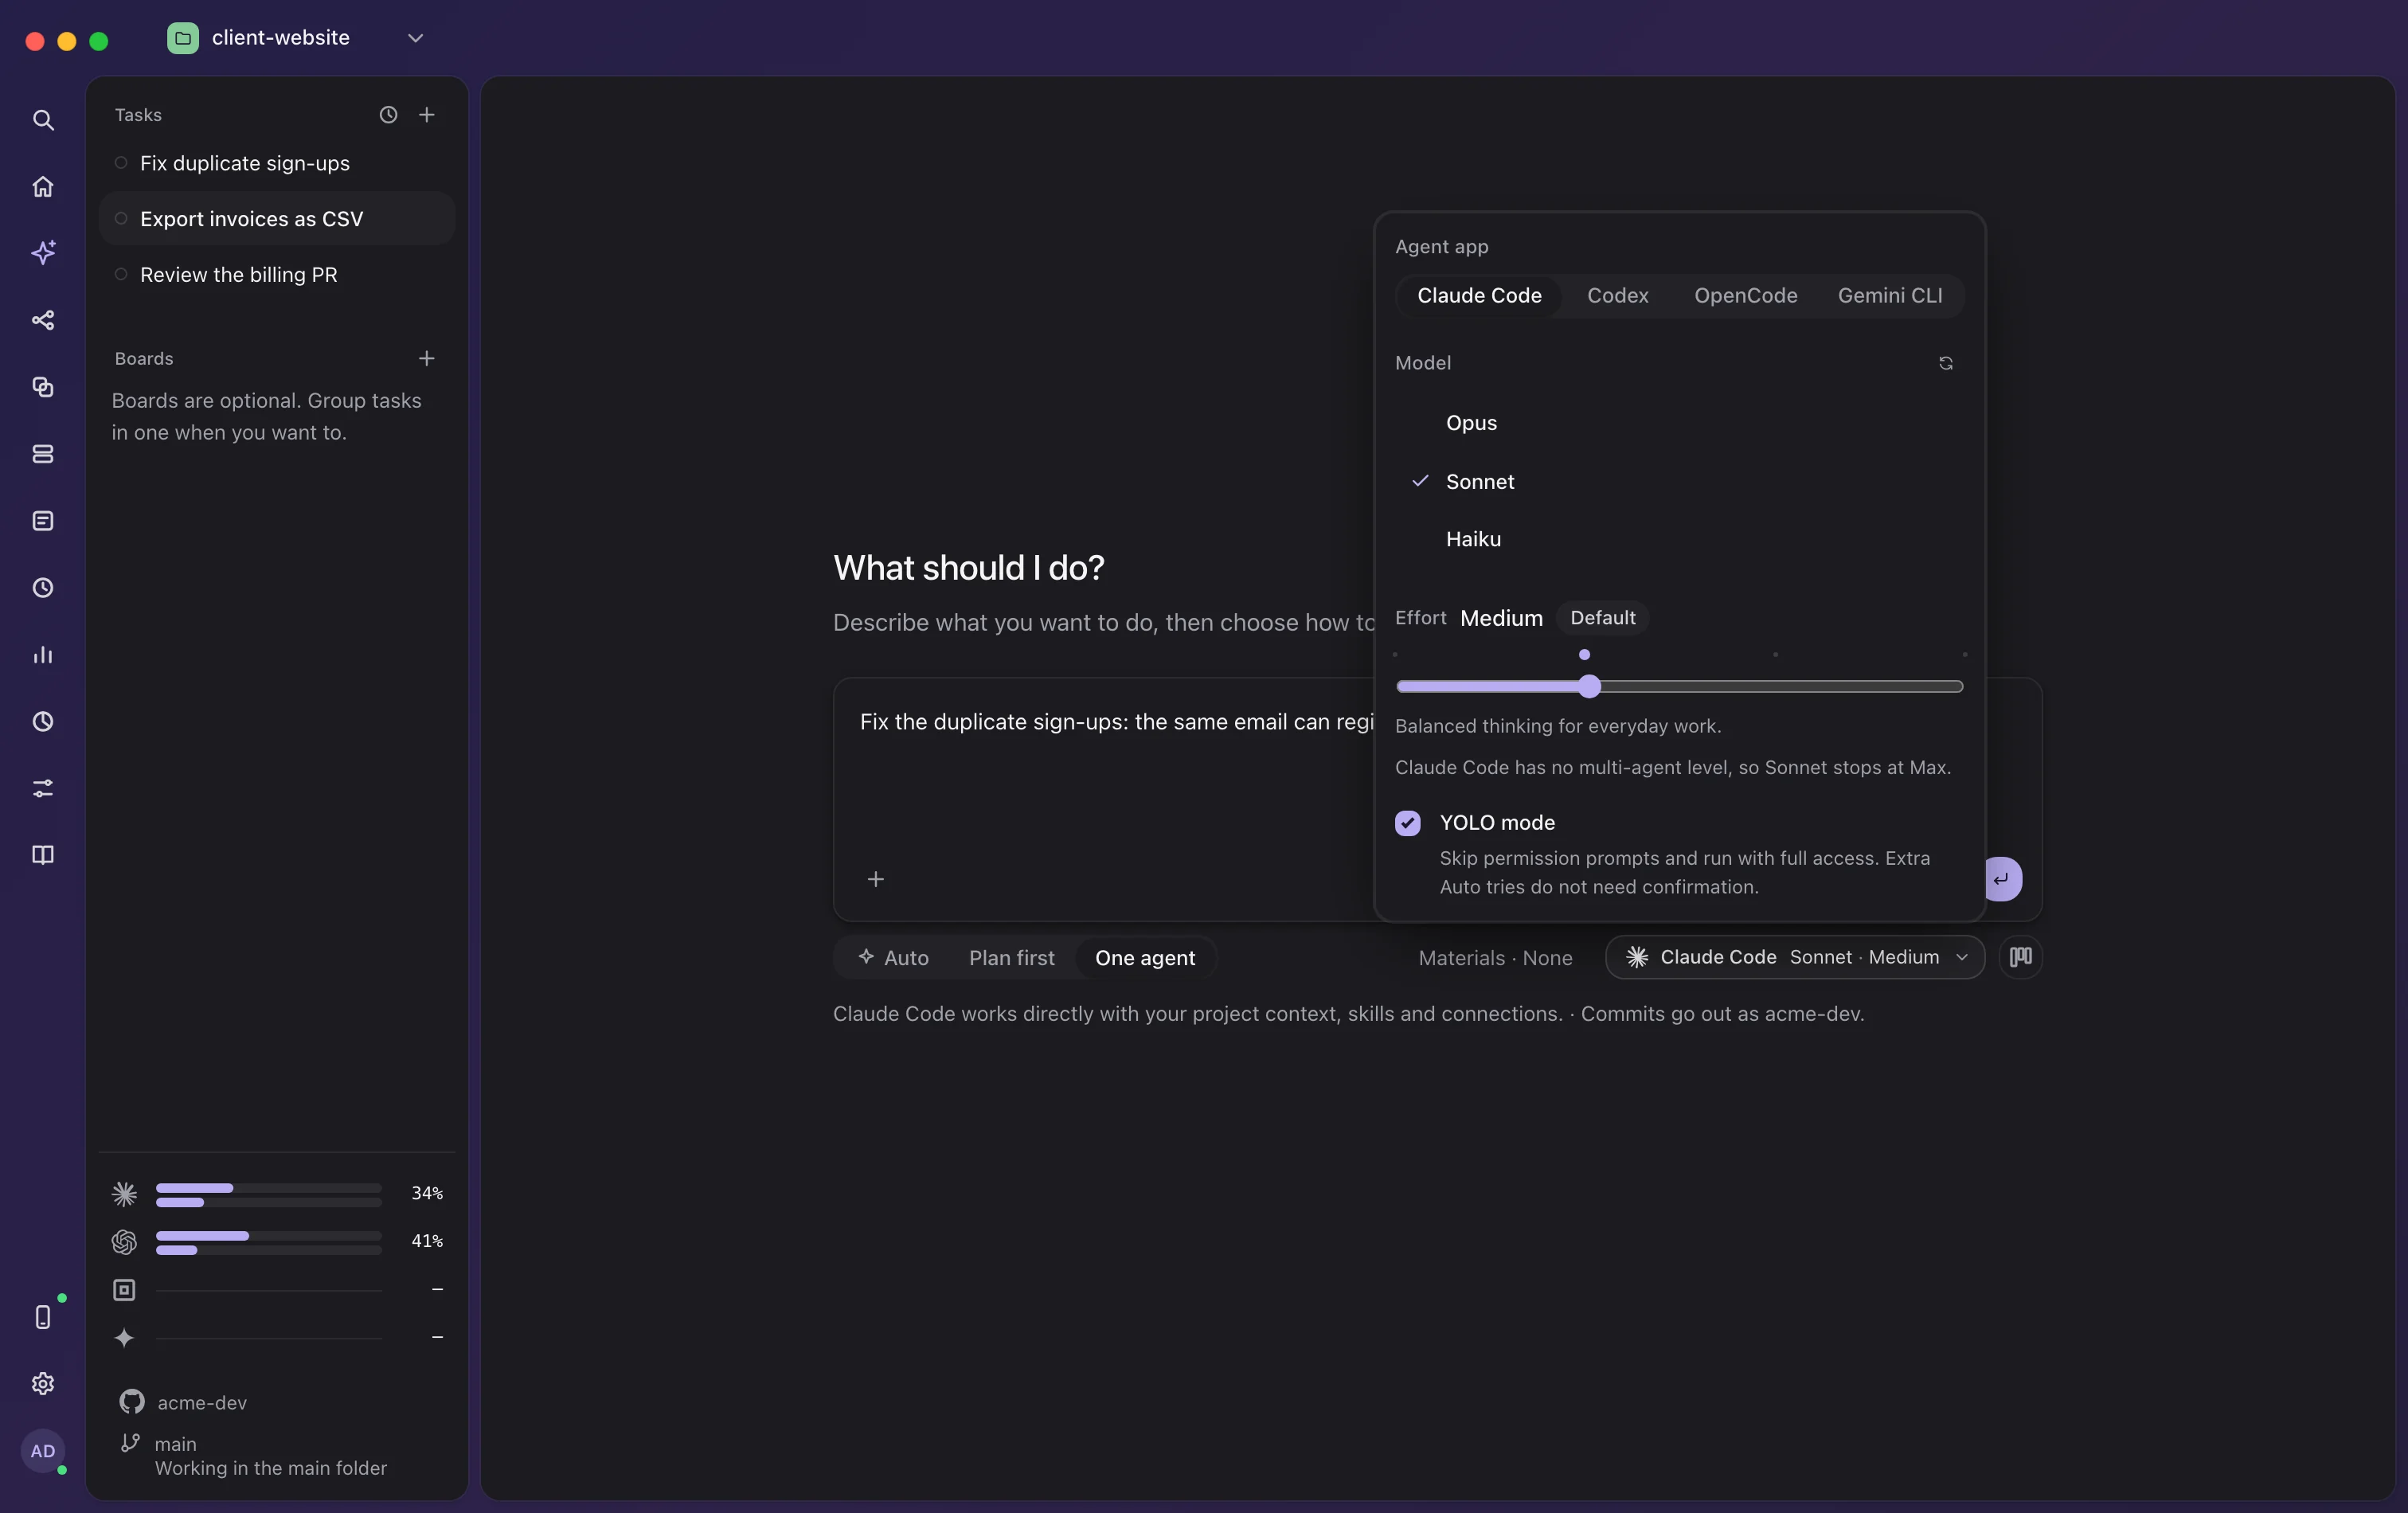 client-website
Tasks
Fix duplicate sign-ups
Export invoices as CSV
Review the billing PR
Boards
Boards are optional. Group tasks
in one when you want to.
34%
41%
–
–
acme-dev
main
Working in the main folder
AD
What should I do?
Describe what you want to do, then choose how to
Fix the duplicate sign-ups: the same email can regi
Agent app
Claude Code
Codex
OpenCode
Gemini CLI
Model
Opus
Sonnet
Haiku
Effort Medium Default
Balanced thinking for everyday work.
Claude Code has no multi-agent level, so Sonnet stops at Max.
YOLO mode
Skip permission prompts and run with full access. Extra
Auto tries do not need confirmation.
Auto
Plan first
One agent
Materials · None
Claude Code Sonnet · Medium
Claude Code works directly with your project context, skills and connections. · Commits go out as acme-dev.